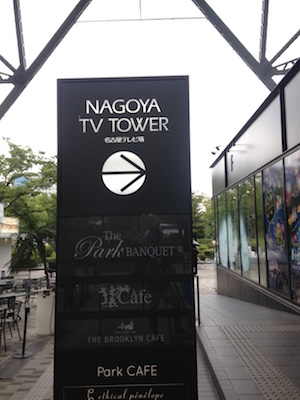 NAGOYA
TV TOWER
名古屋テレビ塔
The
Park BANQUET
Cafe
THE BROOKLYN CAFE
Park CAFE
ethical pénélope